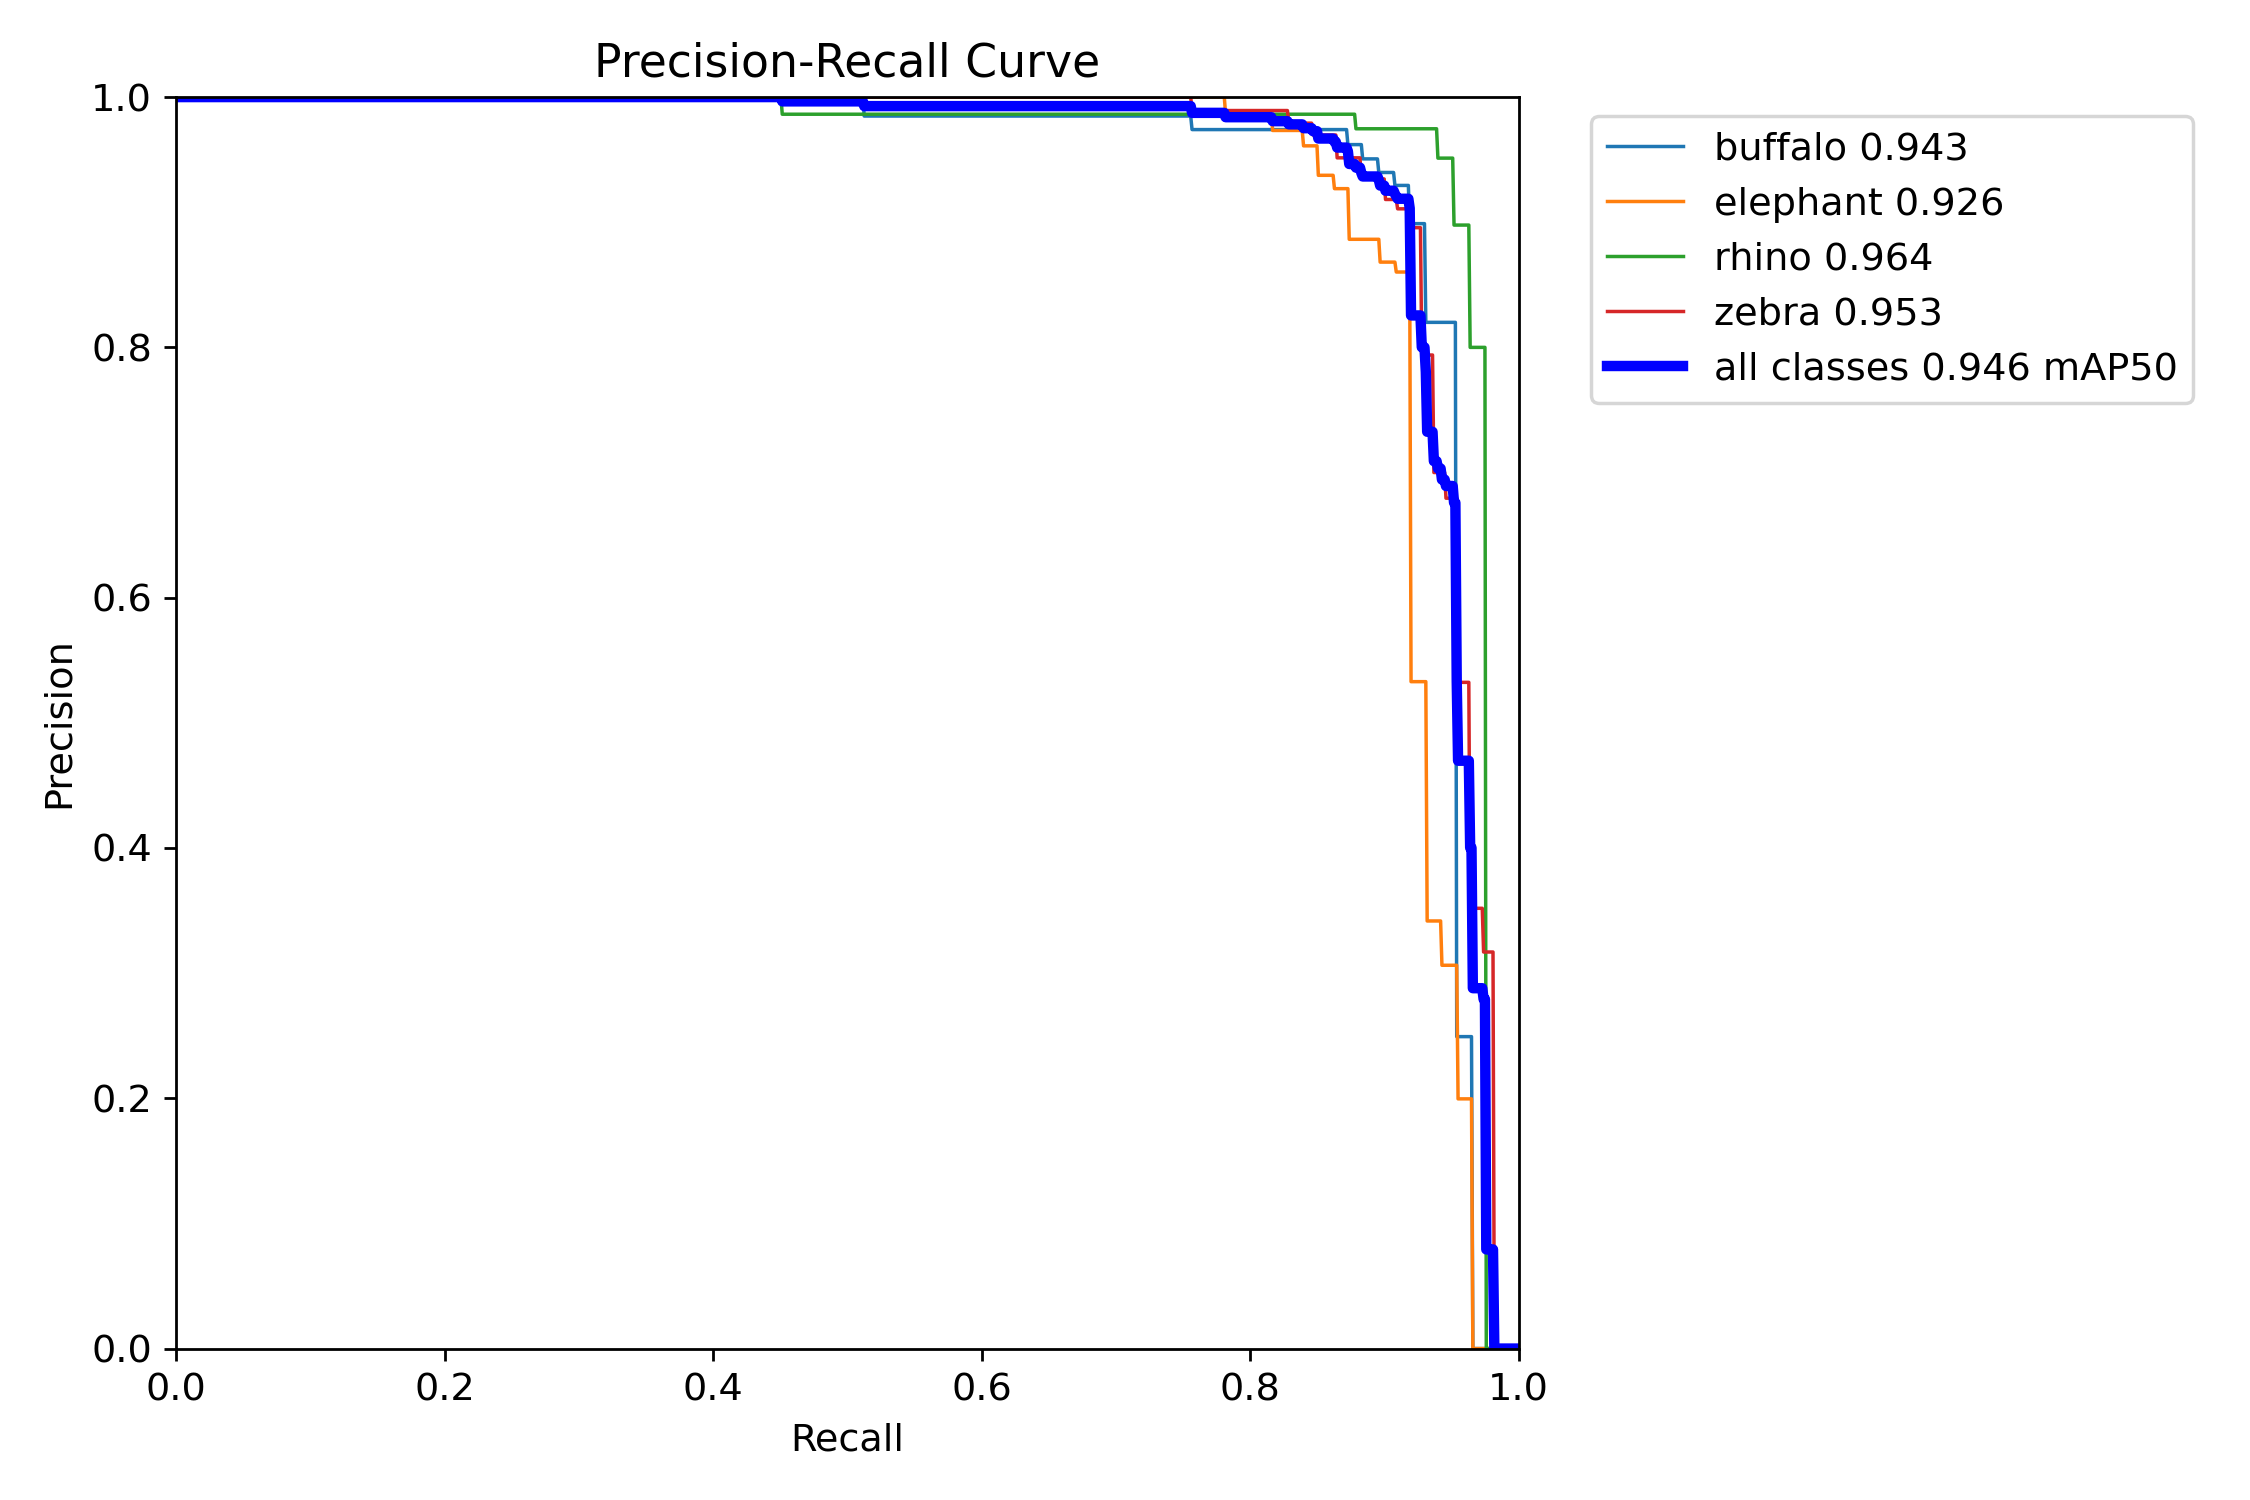 Precision-Recall Curve
1.0
0.8
0.6
0.4
0.2
0.0
Precision
0.0 0.2 0.4 0.6 0.8 1.0
Recall
buffalo 0.943
elephant 0.926
rhino 0.964
zebra 0.953
all classes 0.946 mAP50